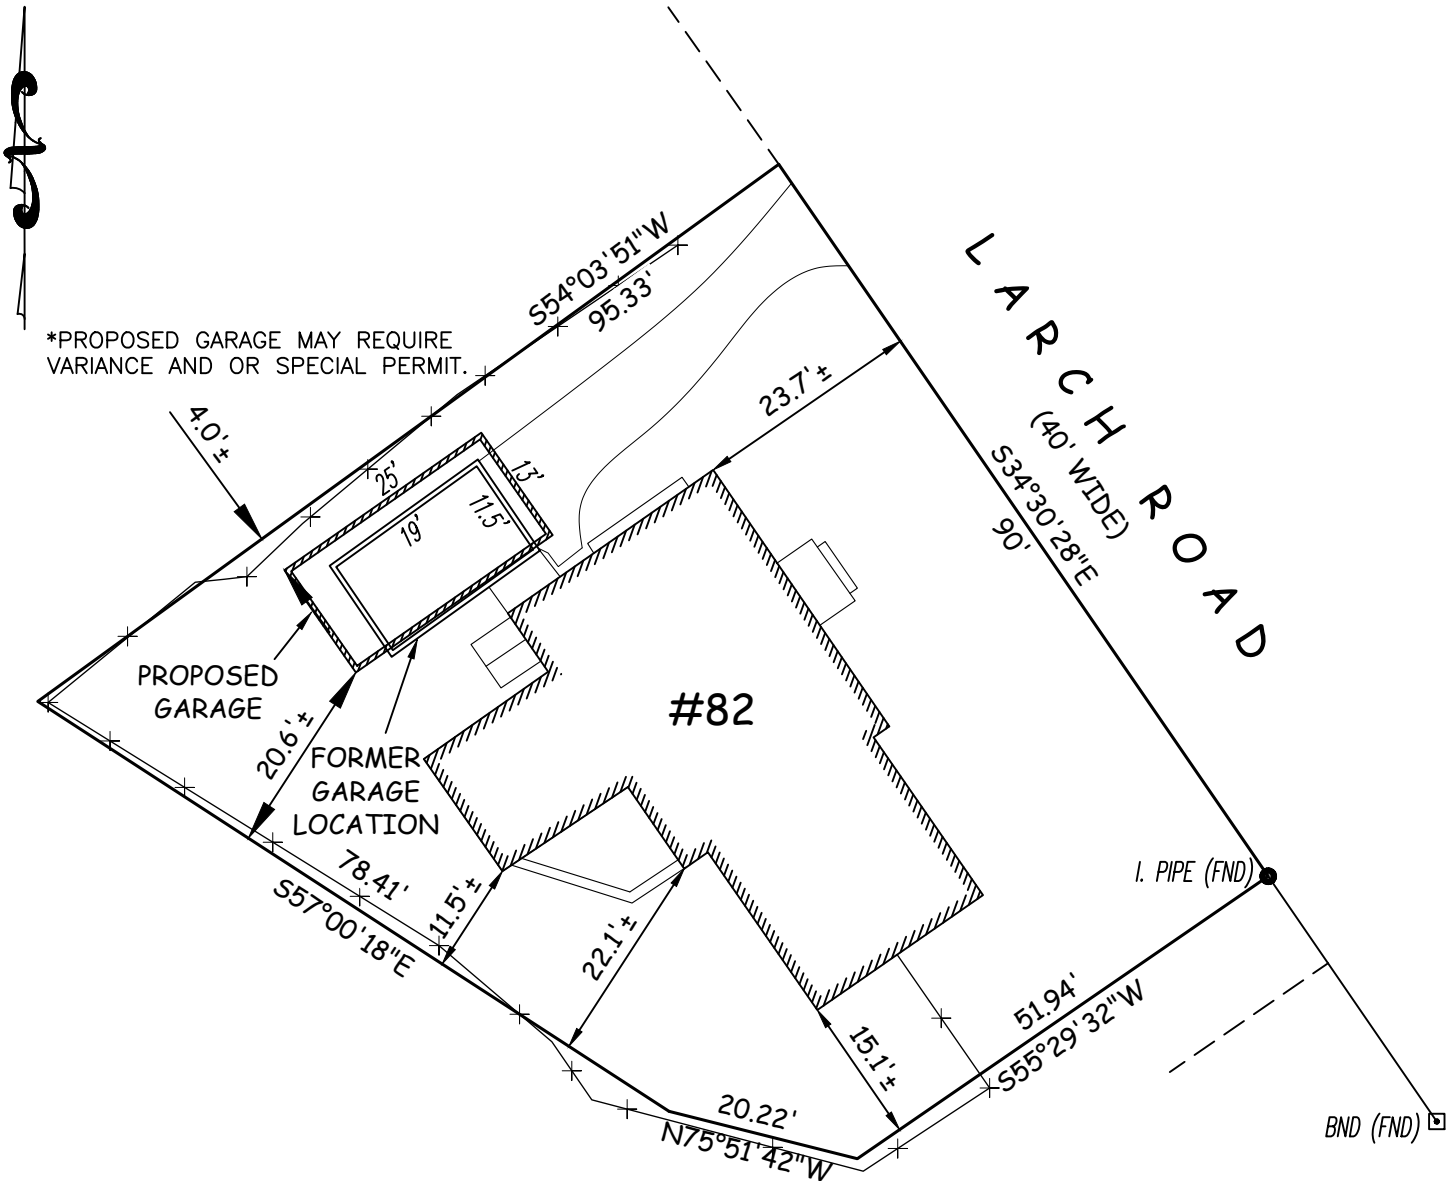 S54°03'51"W
95.33'
*PROPOSED GARAGE MAY REQUIRE
VARIANCE AND OR SPECIAL PERMIT.
4.0'±
25'
13'
19'
11.5'
23.7'±
LARCH ROAD
(40' WIDE)
S34°30'28"E
90'
PROPOSED
GARAGE
20.6'±
FORMER
GARAGE
LOCATION
#82
78.41'
S57°00'18"E
11.5'±
22.1'±
15.1'±
I. PIPE (FND)
51.94'
S55°29'32"W
20.22'
N75°51'42"W
BND (FND)